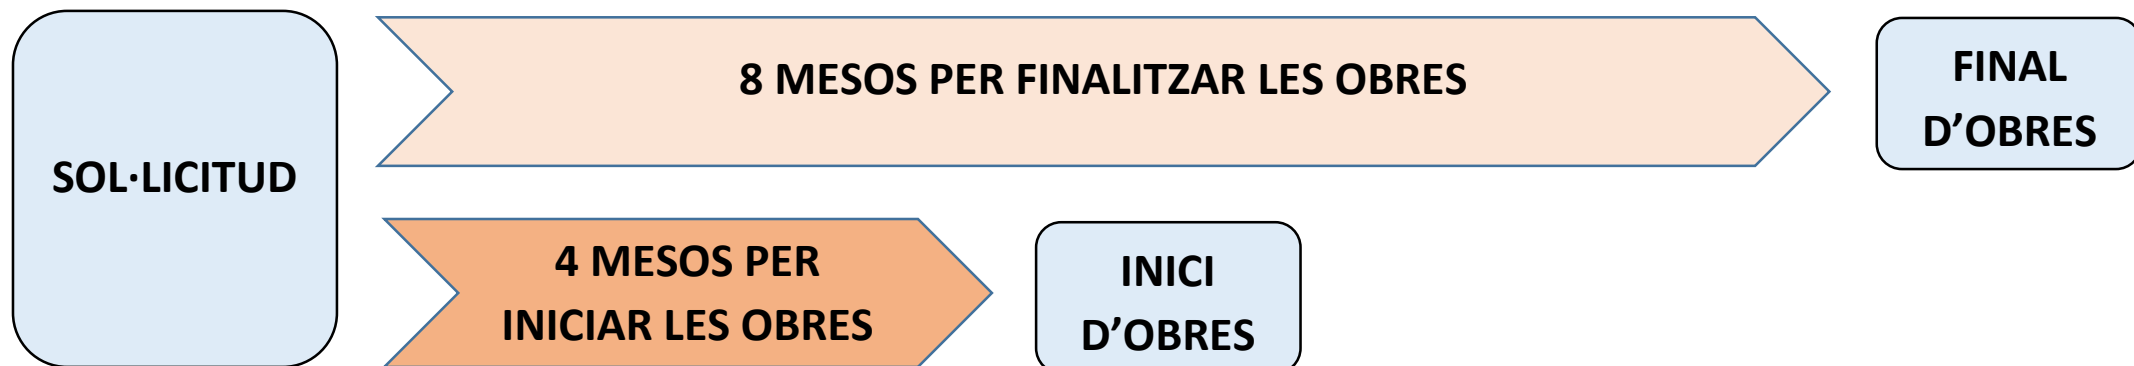 SOL·LICITUD
8 MESOS PER FINALITZAR LES OBRES
FINAL
D’OBRES
4 MESOS PER
INICIAR LES OBRES
INICI
D’OBRES